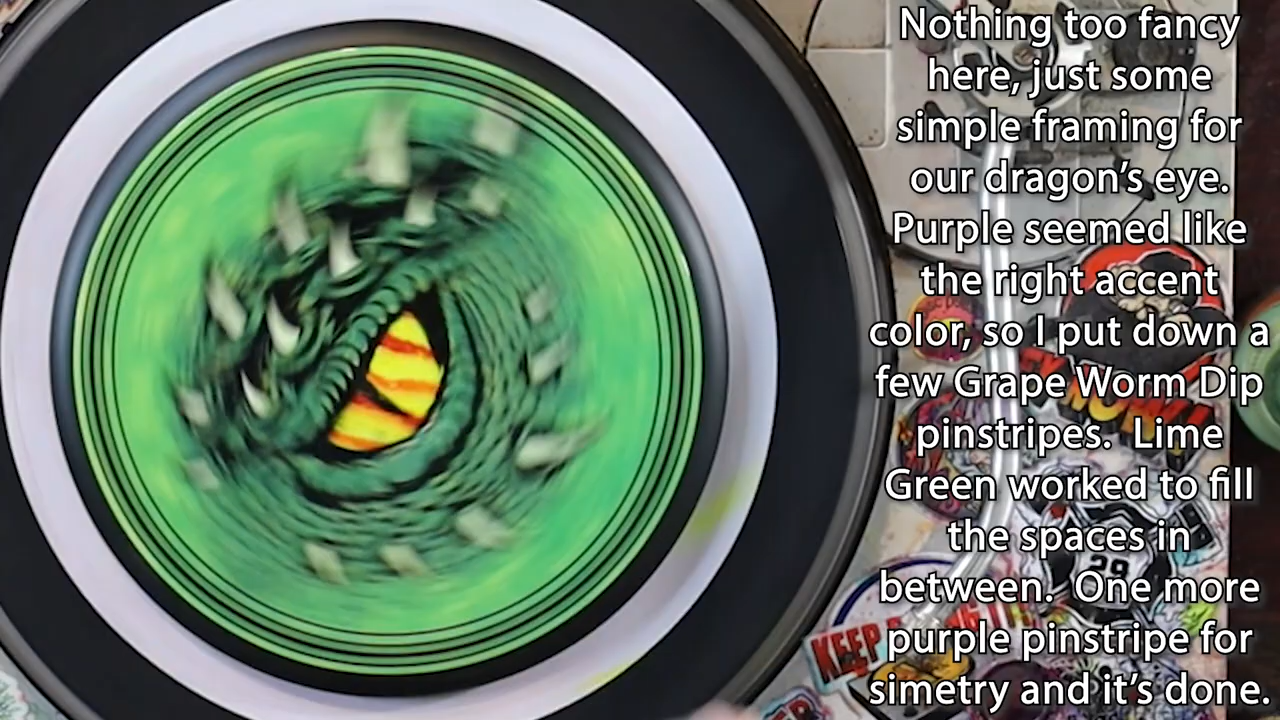 Nothing too fancy
here, just some
simple framing for
our dragon's eye.
Purple seemed like
the right accent
color, so I put down a
few Grape Worm Dip
pinstripes.  Lime
Green worked to fill
the spaces in
between.  One more
purple pinstripe for
simetry and it's done.
29
KEEP